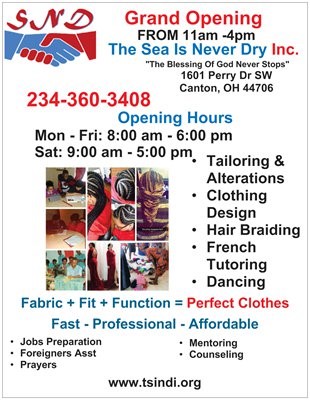 SND
Grand Opening
FROM 11am -4pm
The Sea Is Never Dry Inc.
"The Blessing Of God Never Stops"
1601 Perry Dr SW
Canton, OH 44706
234-360-3408
Opening Hours
Mon - Fri: 8:00 am - 6:00 pm
Sat: 9:00 am - 5:00 pm
• Tailoring &
Alterations
• Clothing
Design
• Hair Braiding
• French
Tutoring
• Dancing
Fabric + Fit + Function = Perfect Clothes
Fast - Professional - Affordable
• Jobs Preparation
• Foreigners Asst
• Prayers
• Mentoring
• Counseling
www.tsindi.org